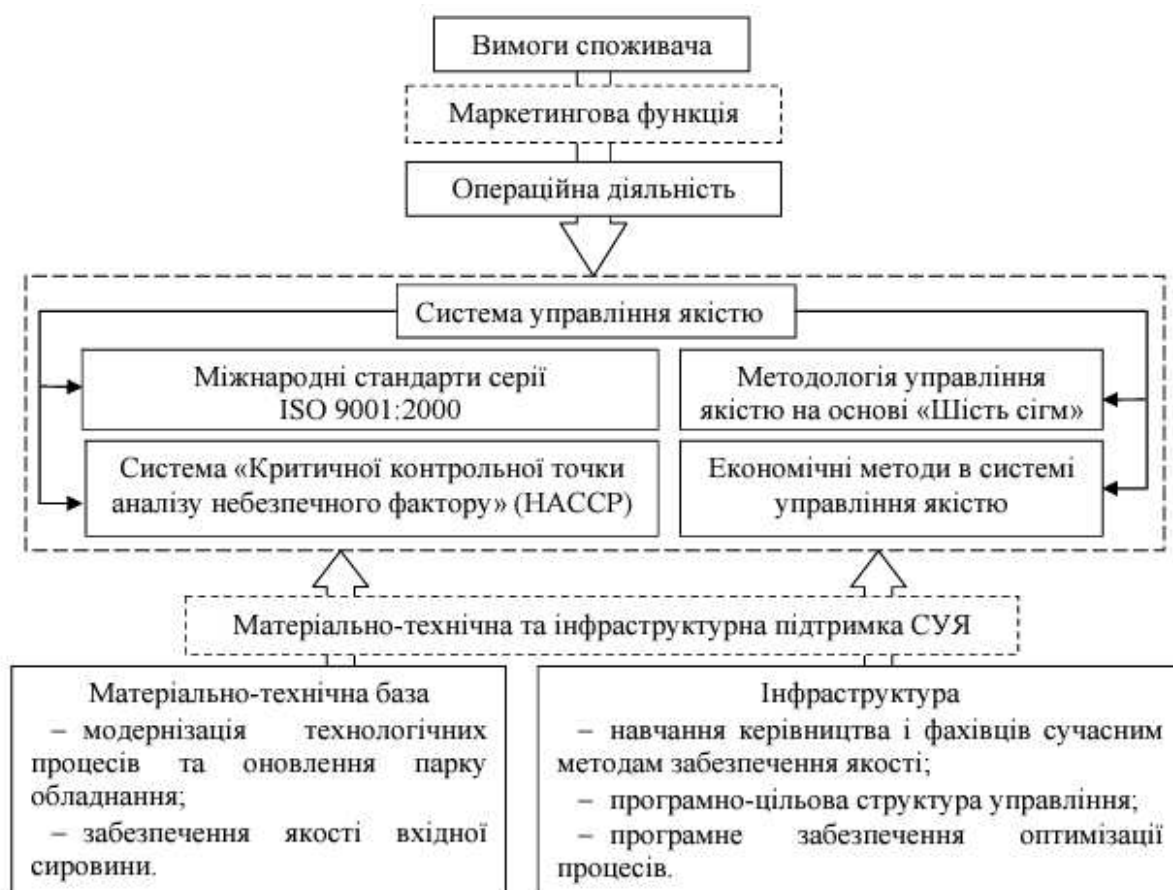 Вимоги споживача
Маркетингова функція
Операційна діяльність
Система управління якістю
Міжнародні стандарти серії
ISO 9001:2000
Методологія управління
якістю на основі «Шість сігм»
Система «Критичної контрольної точки
аналізу небезпечного фактору» (НАССР)
Економічні методи в системі
управління якістю
Матеріально-технічна та інфраструктурна підтримка СУЯ
Матеріально-технічна база
– модернізація технологічних
процесів та оновлення парку
обладнання;
– забезпечення якості вхідної
сировини.
Інфраструктура
– навчання керівництва і фахівців сучасним
методам забезпечення якості;
– програмно-цільова структура управління;
– програмне забезпечення оптимізації
процесів.